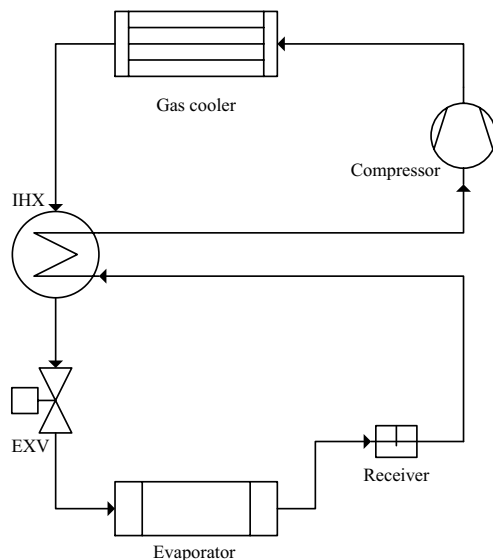 Gas cooler
Compressor
IHX
EXV
Receiver
Evaporator